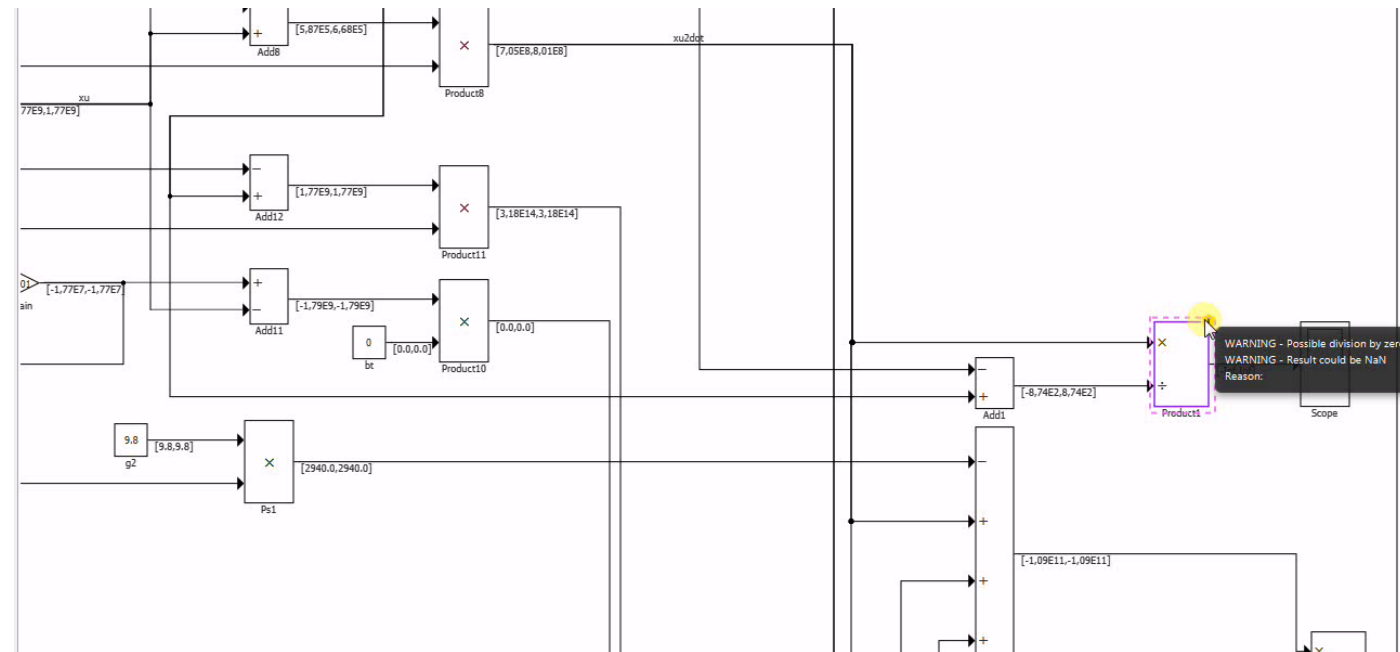 +
[5,87E5,6,68E5]
Add8
×
[7,05E8,8,01E8]
Product8
xu2dot
xu
77E9,1,77E9]
−
+
[1,77E9,1,77E9]
Add12
×
[3,18E14,3,18E14]
Product11
01
[-1,77E7,-1,77E7]
ain
+
−
[-1,79E9,-1,79E9]
Add11
×
[0.0,0.0]
Product10
0
[0.0,0.0]
bt
×
÷
Product1
WARNING - Possible division by zer
WARNING - Result could be NaN
Reason:
Scope
−
+
[-8,74E2,8,74E2]
Add1
9.8
[9.8,9.8]
g2
×
[2940.0,2940.0]
Ps1
−
+
+
+
[-1,09E11,-1,09E11]
×